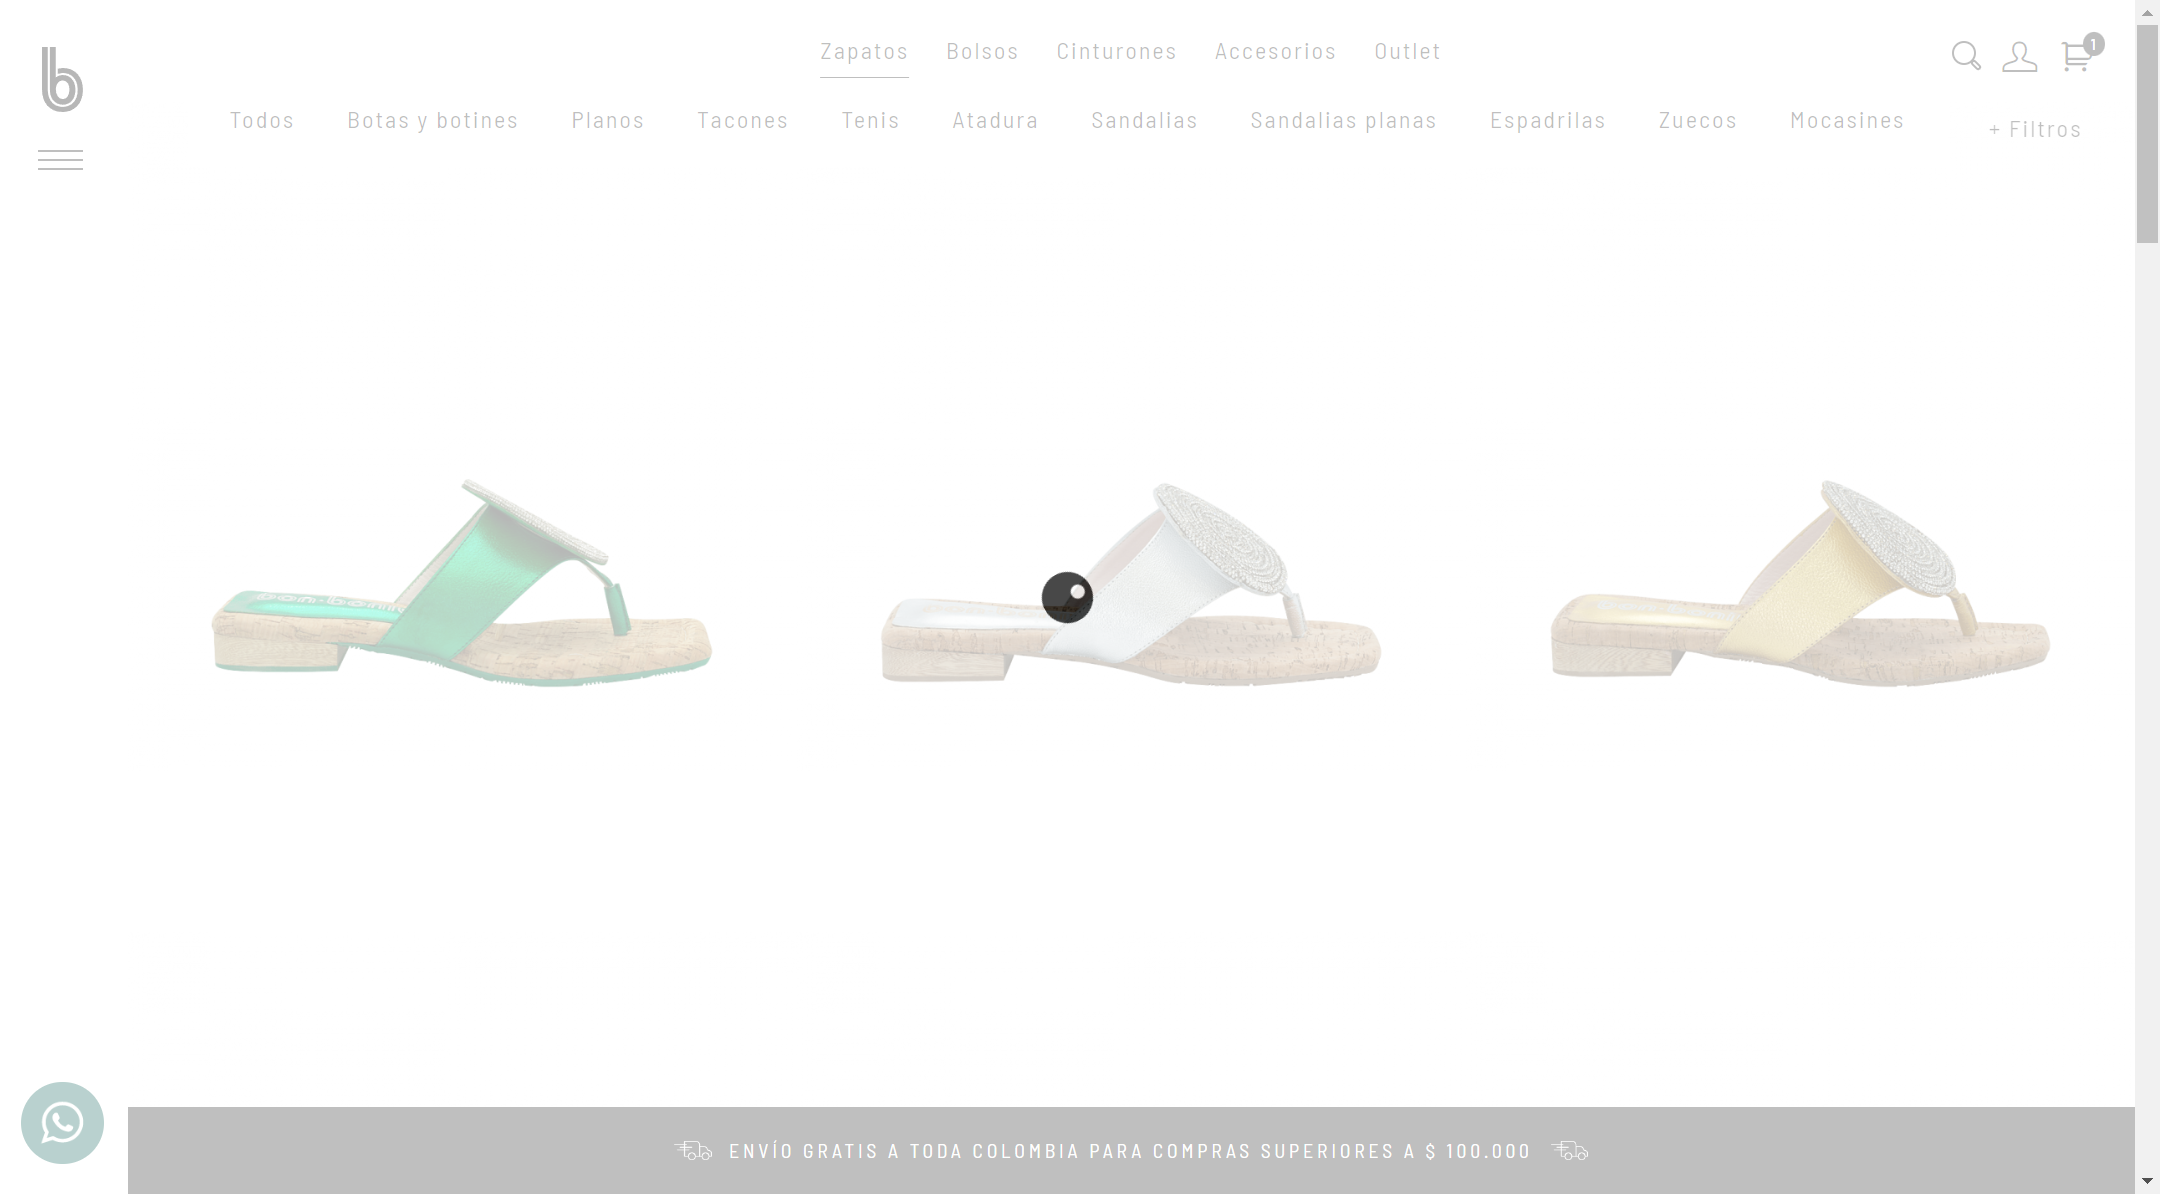 b
Zapatos Bolsos Cinturones Accesorios Outlet
1
Todos Botas y botines Planos Tacones Tenis Atadura Sandalias Sandalias planas Espadrilas Zuecos Mocasines + Filtros
ENVÍO GRATIS A TODA COLOMBIA PARA COMPRAS SUPERIORES A $ 100.000